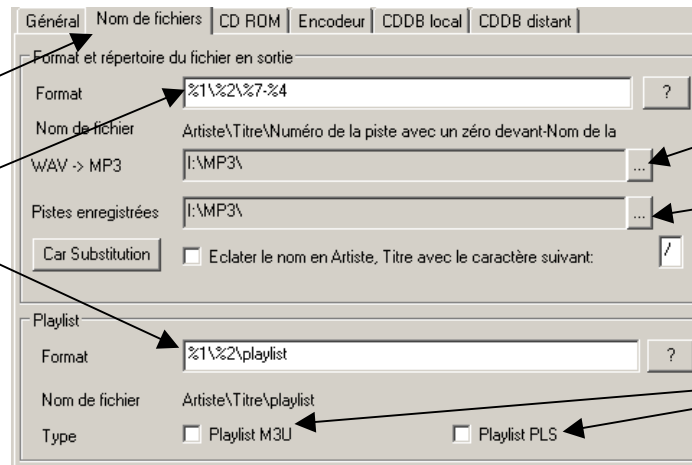 Général Nom de fichiers CD ROM Encodeur CDDB local CDDB distant
Format et répertoire du fichier en sortie
Format %1\%2\%7-%4 ?
Nom de fichier Artiste\Titre\Numéro de la piste avec un zéro devant-Nom de la
WAV -> MP3 I:\MP3\ ...
Pistes enregistrées I:\MP3\ ...
Car Substitution Eclater le nom en Artiste, Titre avec le caractère suivant: /
Playlist
Format %1\%2\playlist ?
Nom de fichier Artiste\Titre\playlist
Type Playlist M3U Playlist PLS